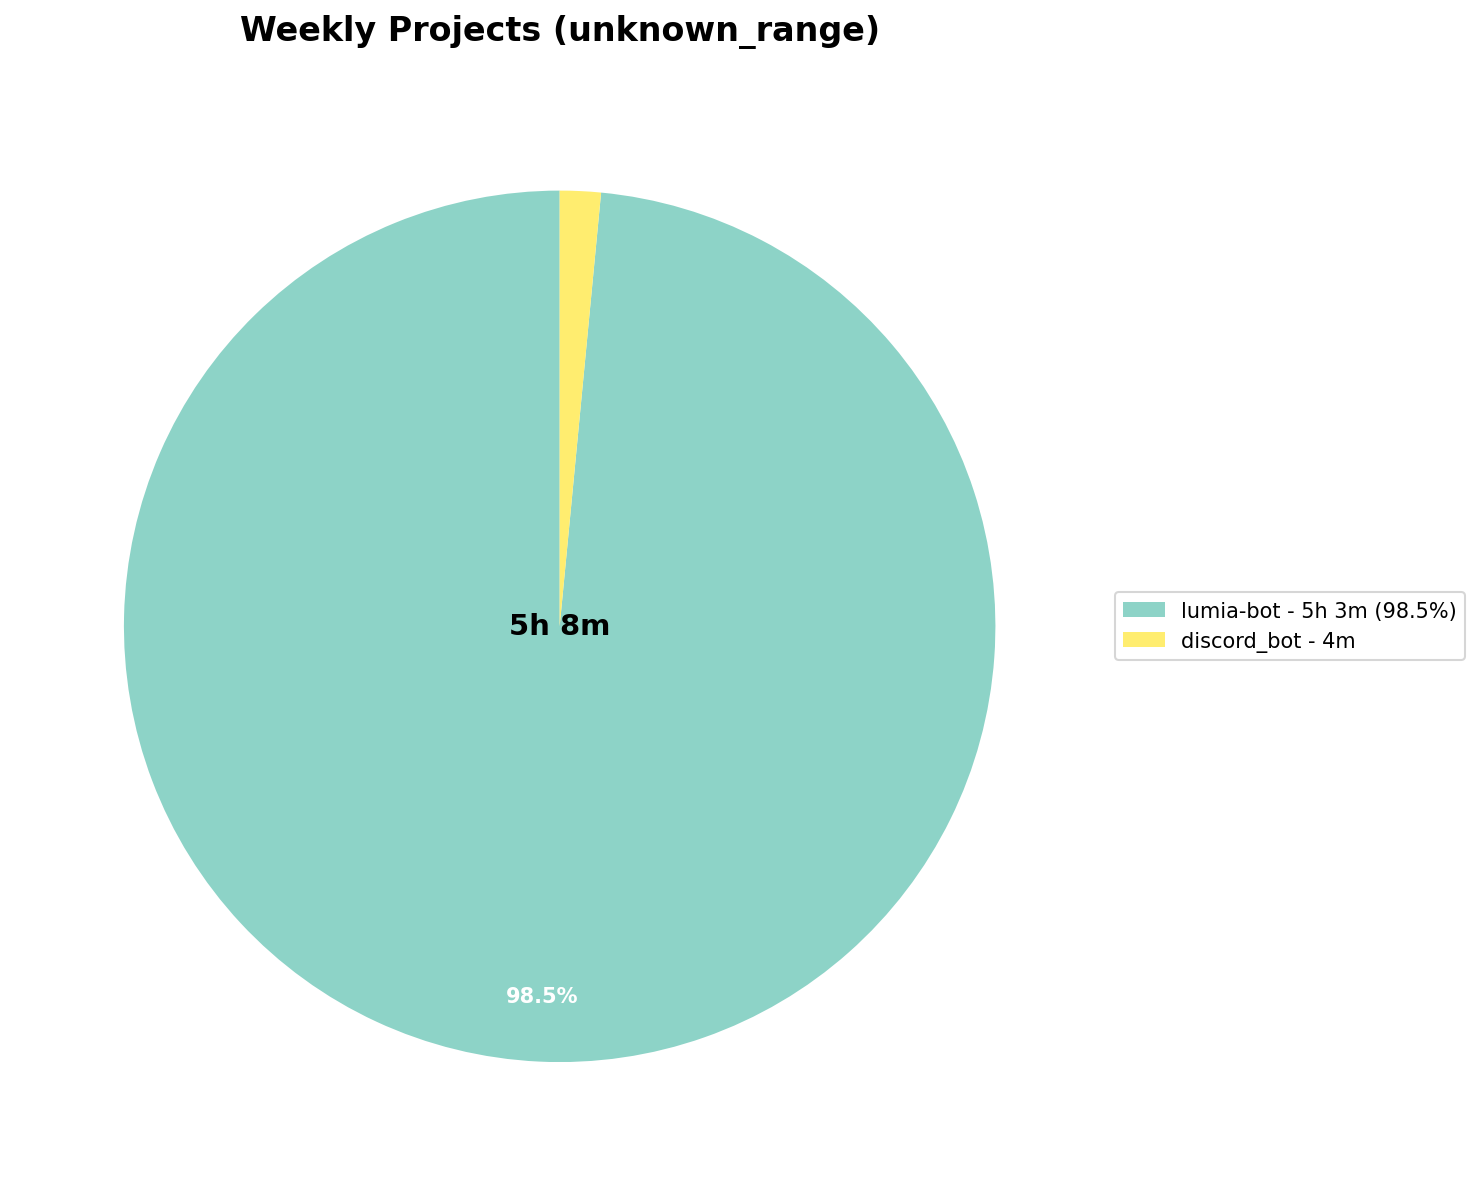 Weekly Projects (unknown_range)
5h 8m
98.5%
lumia-bot - 5h 3m (98.5%)
discord_bot - 4m